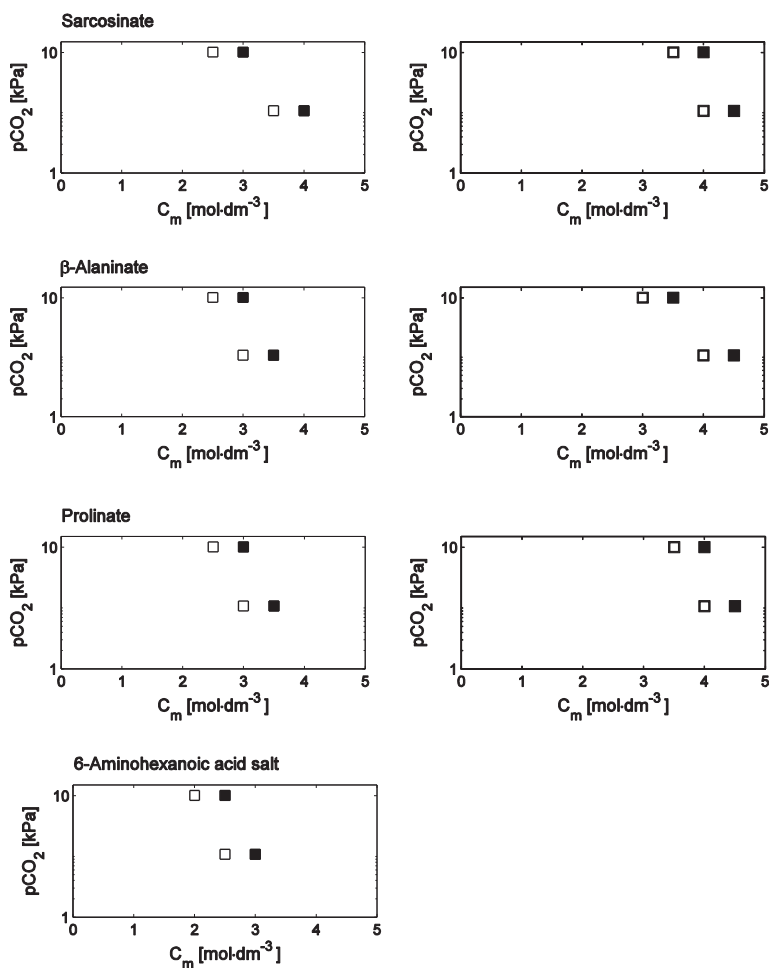 Sarcosinate
pCO₂ [kPa]
10
1
0 1 2 3 4 5
Cₘ [mol·dm⁻³]
pCO₂ [kPa]
10
1
0 1 2 3 4 5
Cₘ [mol·dm⁻³]
β-Alaninate
pCO₂ [kPa]
10
1
0 1 2 3 4 5
Cₘ [mol·dm⁻³]
pCO₂ [kPa]
10
1
0 1 2 3 4 5
Cₘ [mol·dm⁻³]
Prolinate
pCO₂ [kPa]
10
1
0 1 2 3 4 5
Cₘ [mol·dm⁻³]
pCO₂ [kPa]
10
1
0 1 2 3 4 5
Cₘ [mol·dm⁻³]
6-Aminohexanoic acid salt
pCO₂ [kPa]
10
1
0 1 2 3 4 5
Cₘ [mol·dm⁻³]